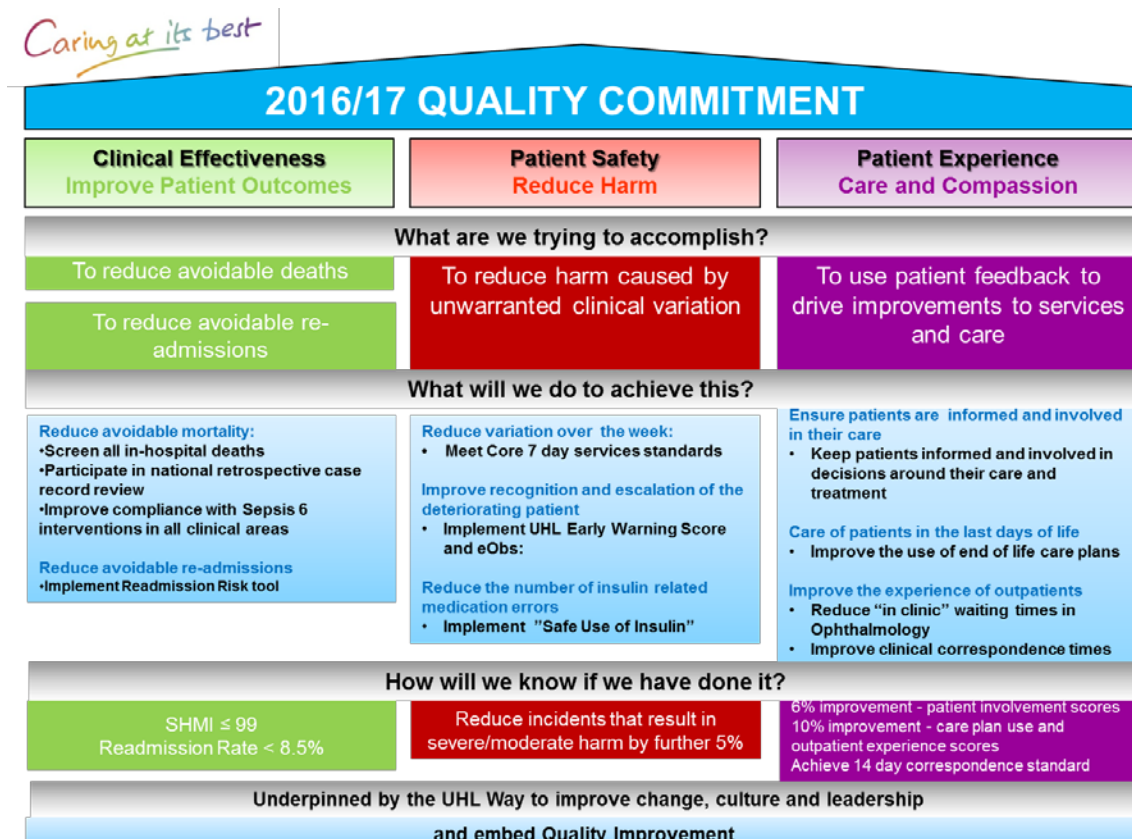 Caring at its best
2016/17 QUALITY COMMITMENT
Clinical Effectiveness
Improve Patient Outcomes
Patient Safety
Reduce Harm
Patient Experience
Care and Compassion
What are we trying to accomplish?
To reduce avoidable deaths
To reduce avoidable re-
admissions
To reduce harm caused by
unwarranted clinical variation
To use patient feedback to
drive improvements to services
and care
What will we do to achieve this?
Reduce avoidable mortality:
•Screen all in-hospital deaths
•Participate in national retrospective case
record review
•Improve compliance with Sepsis 6
interventions in all clinical areas
Reduce avoidable re-admissions
•Implement Readmission Risk tool
Reduce variation over the week:
• Meet Core 7 day services standards
Improve recognition and escalation of the
deteriorating patient
• Implement UHL Early Warning Score
and eObs:
Reduce the number of insulin related
medication errors
• Implement ”Safe Use of Insulin”
Ensure patients are informed and involved
in their care
• Keep patients informed and involved in
decisions around their care and
treatment
Care of patients in the last days of life
• Improve the use of end of life care plans
Improve the experience of outpatients
• Reduce “in clinic” waiting times in
Ophthalmology
• Improve clinical correspondence times
How will we know if we have done it?
SHMI ≤ 99
Readmission Rate < 8.5%
Reduce incidents that result in
severe/moderate harm by further 5%
6% improvement - patient involvement scores
10% improvement - care plan use and
outpatient experience scores
Achieve 14 day correspondence standard
Underpinned by the UHL Way to improve change, culture and leadership
and embed Quality Improvement